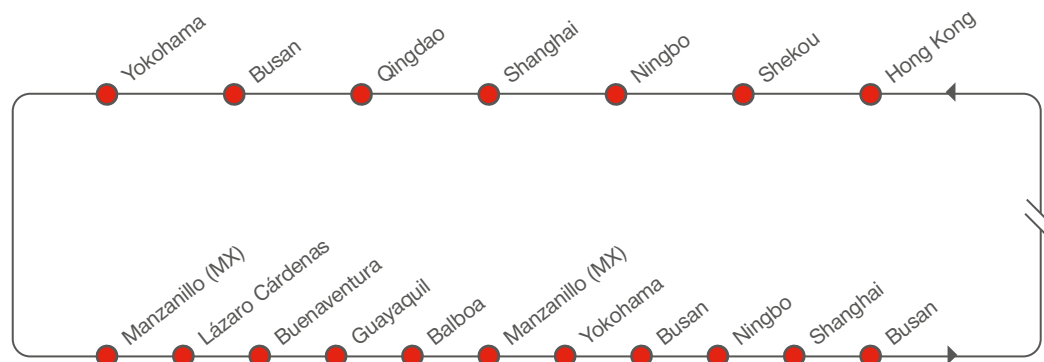 Yokohama
Busan
Qingdao
Shanghai
Ningbo
Shekou
Hong Kong
Manzanillo (MX)
Lázaro Cárdenas
Buenaventura
Guayaquil
Balboa
Manzanillo (MX)
Yokohama
Busan
Ningbo
Shanghai
Busan